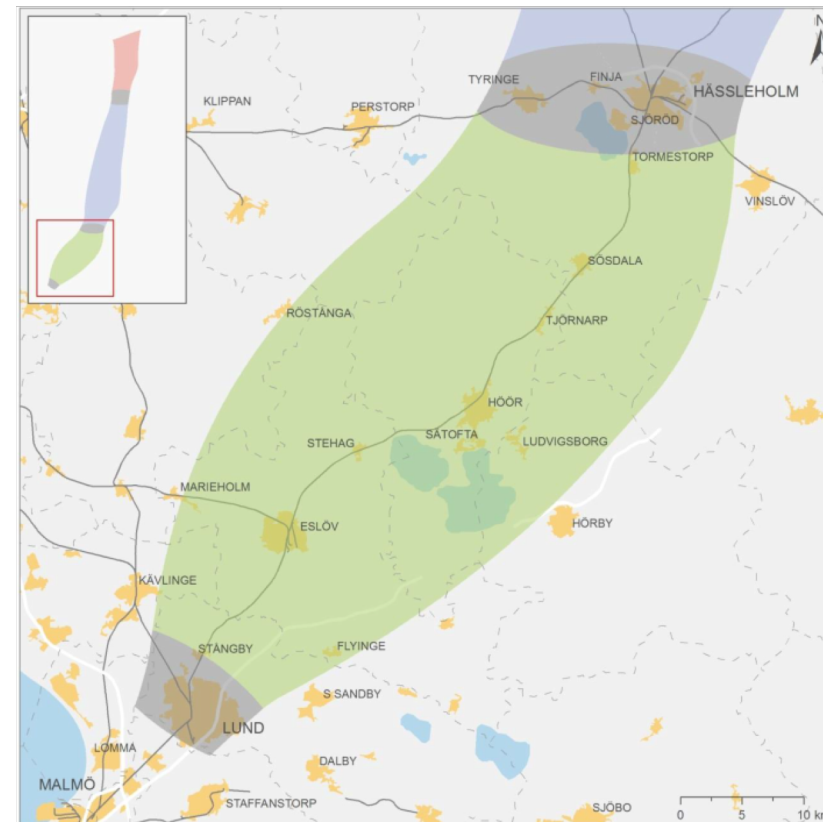 N
TYRINGE
FINJA
HÄSSLEHOLM
KLIPPAN
PERSTORP
SJÖRÖD
TORMESTORP
VINSLÖV
SÖSDALA
RÖSTÅNGA
TJÖRNARP
HÖÖR
STEHAG
SÄTOFTA
LUDVIGSBORG
MARIEHOLM
ESLÖV
HÖRBY
KÄVLINGE
STÅNGBY
FLYINGE
S SANDBY
LUND
LOMMA
DALBY
MALMÖ
STAFFANSTORP
SJÖBO
0 5 10 km